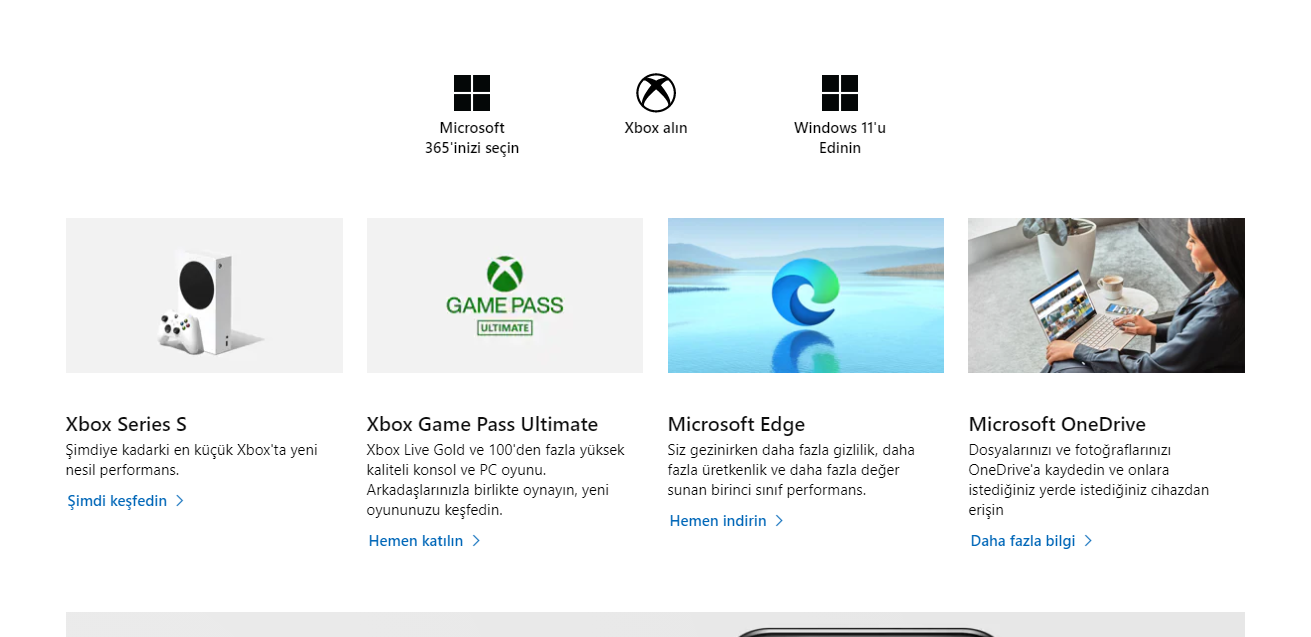 Microsoft
365'inizi seçin
Xbox alın
Windows 11'u
Edinin
GAME PASS
ULTIMATE
Xbox Series S
Şimdiye kadarki en küçük Xbox'ta yeni
nesil performans.
Şimdi keşfedin
Xbox Game Pass Ultimate
Xbox Live Gold ve 100'den fazla yüksek
kaliteli konsol ve PC oyunu.
Arkadaşlarınızla birlikte oynayın, yeni
oyununuzu keşfedin.
Hemen katılın
Microsoft Edge
Siz gezinirken daha fazla gizlilik, daha
fazla üretkenlik ve daha fazla değer
sunan birinci sınıf performans.
Hemen indirin
Microsoft OneDrive
Dosyalarınızı ve fotoğraflarınızı
OneDrive'a kaydedin ve onlara
istediğiniz yerde istediğiniz cihazdan
erişin
Daha fazla bilgi